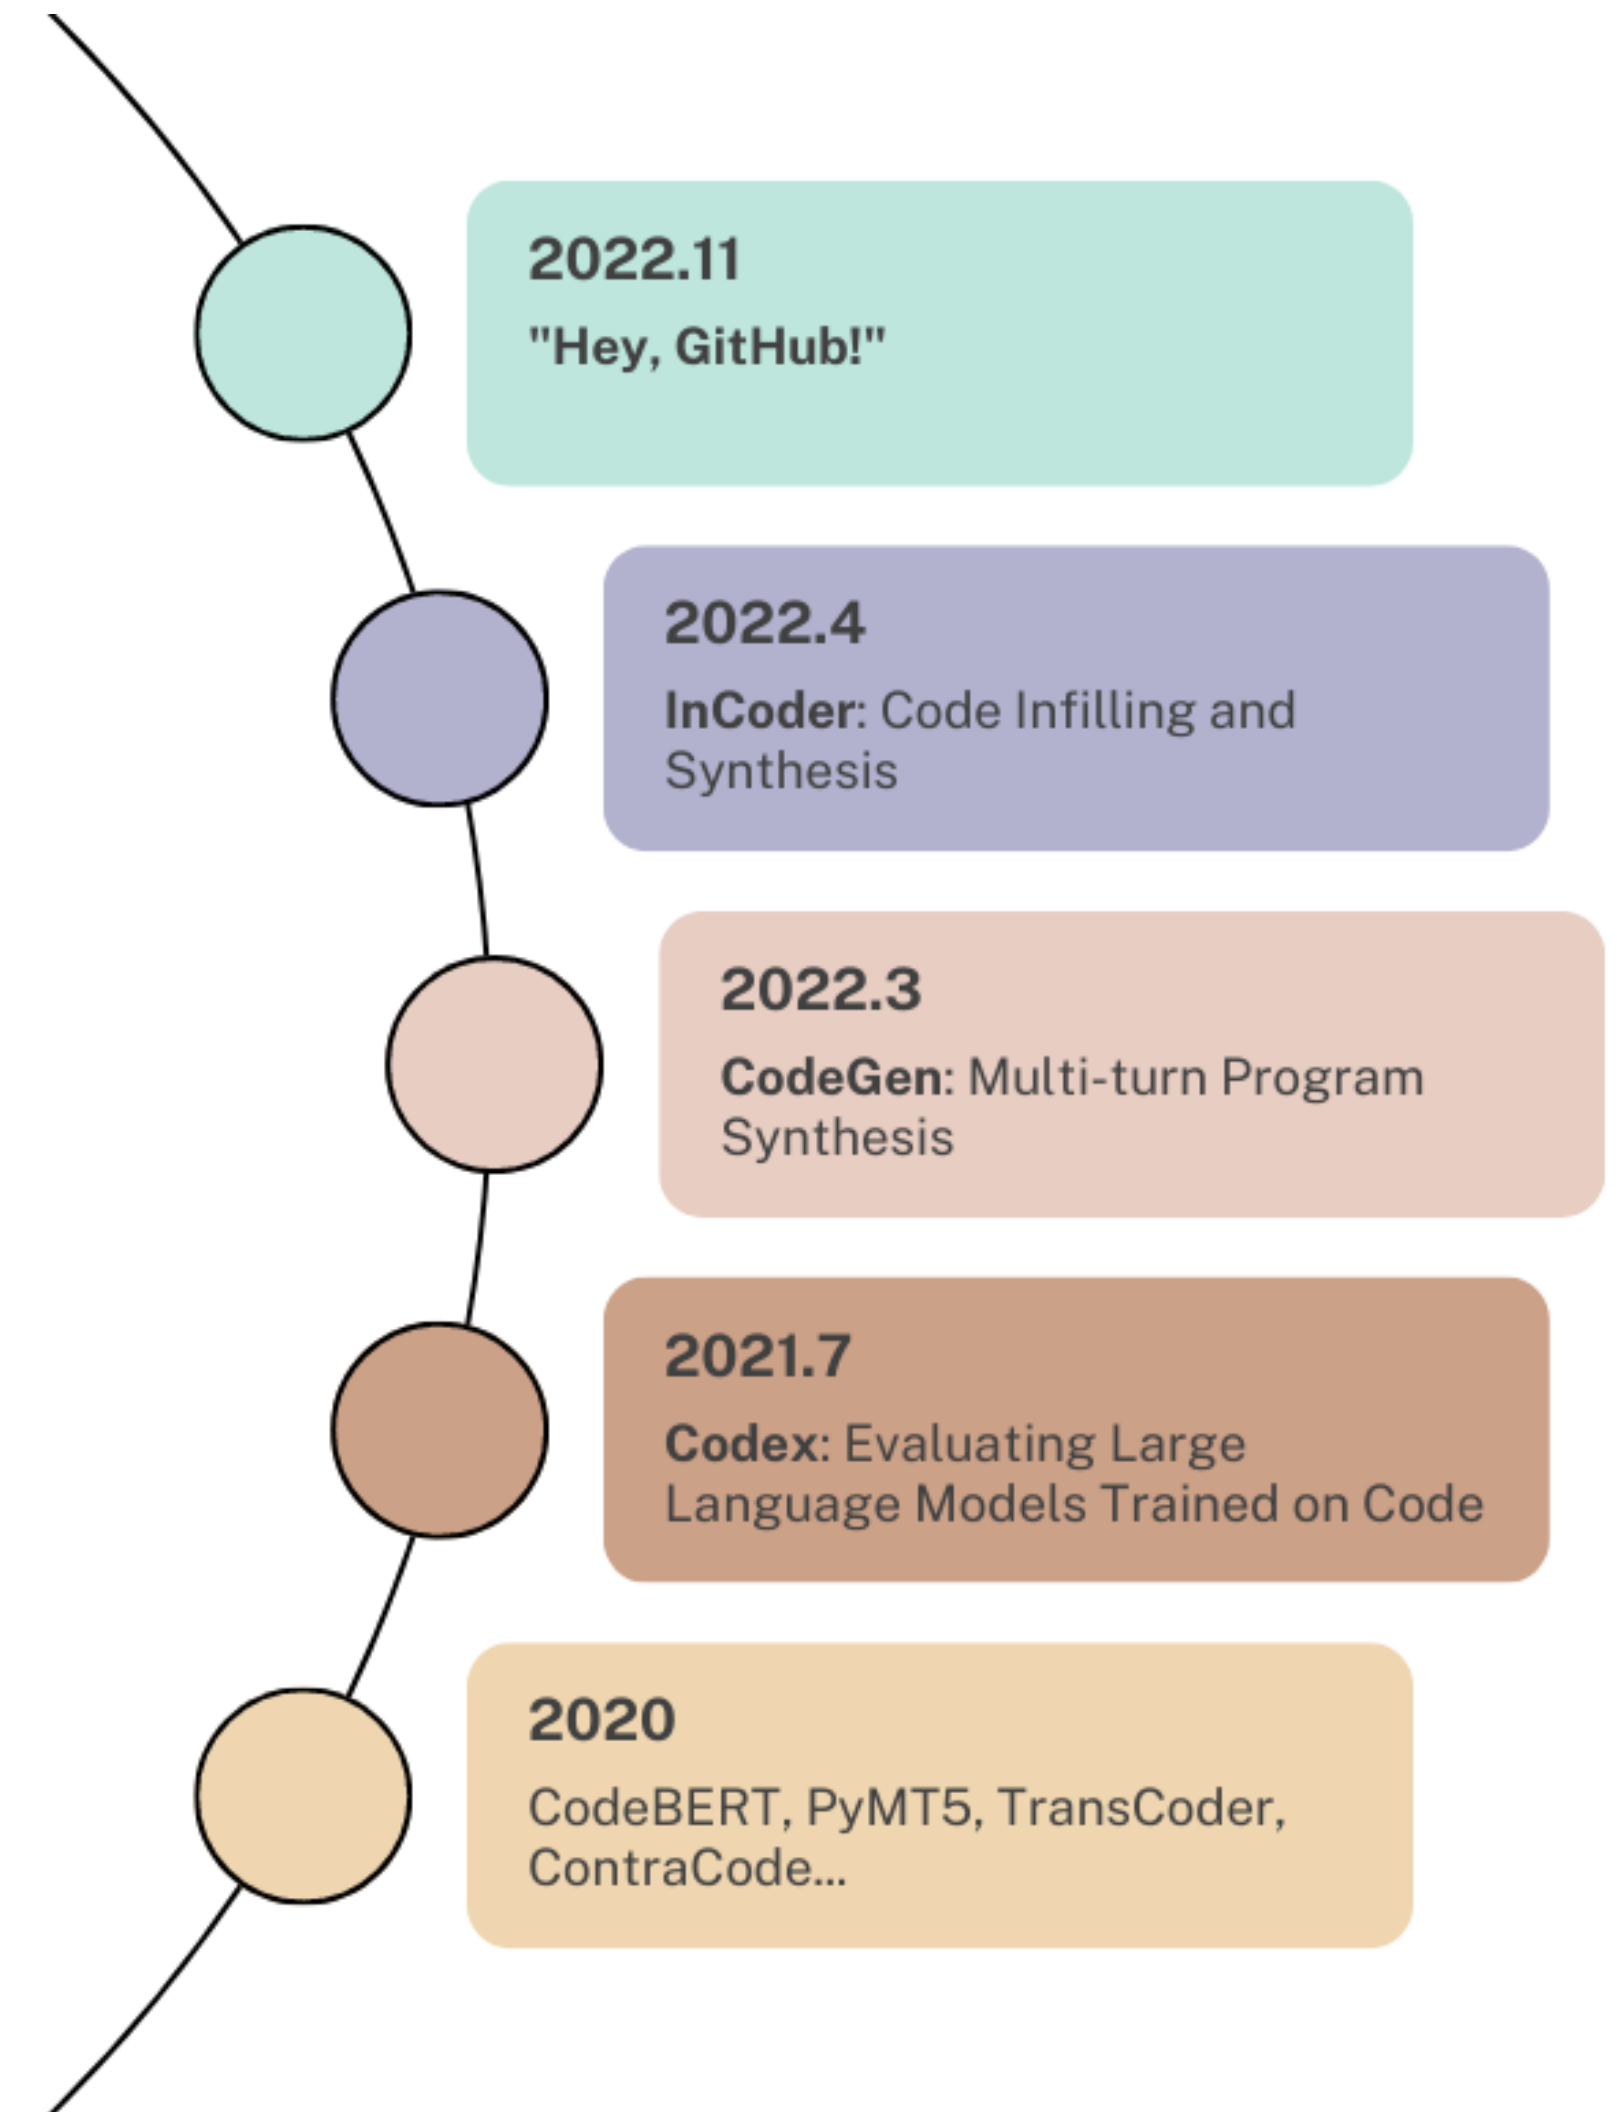 2022.11
"Hey, GitHub!"
2022.4
InCoder: Code Infilling and
Synthesis
2022.3
CodeGen: Multi-turn Program
Synthesis
2021.7
Codex: Evaluating Large
Language Models Trained on Code
2020
CodeBERT, PyMT5, TransCoder,
ContraCode...